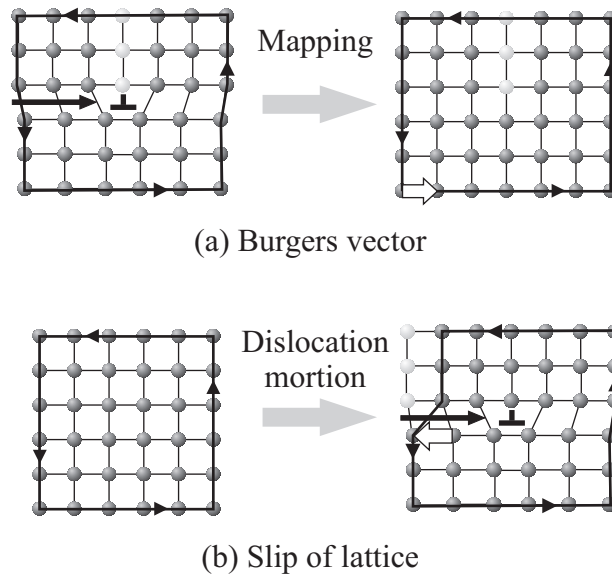 Mapping
(a) Burgers vector
Dislocation
mortion
(b) Slip of lattice